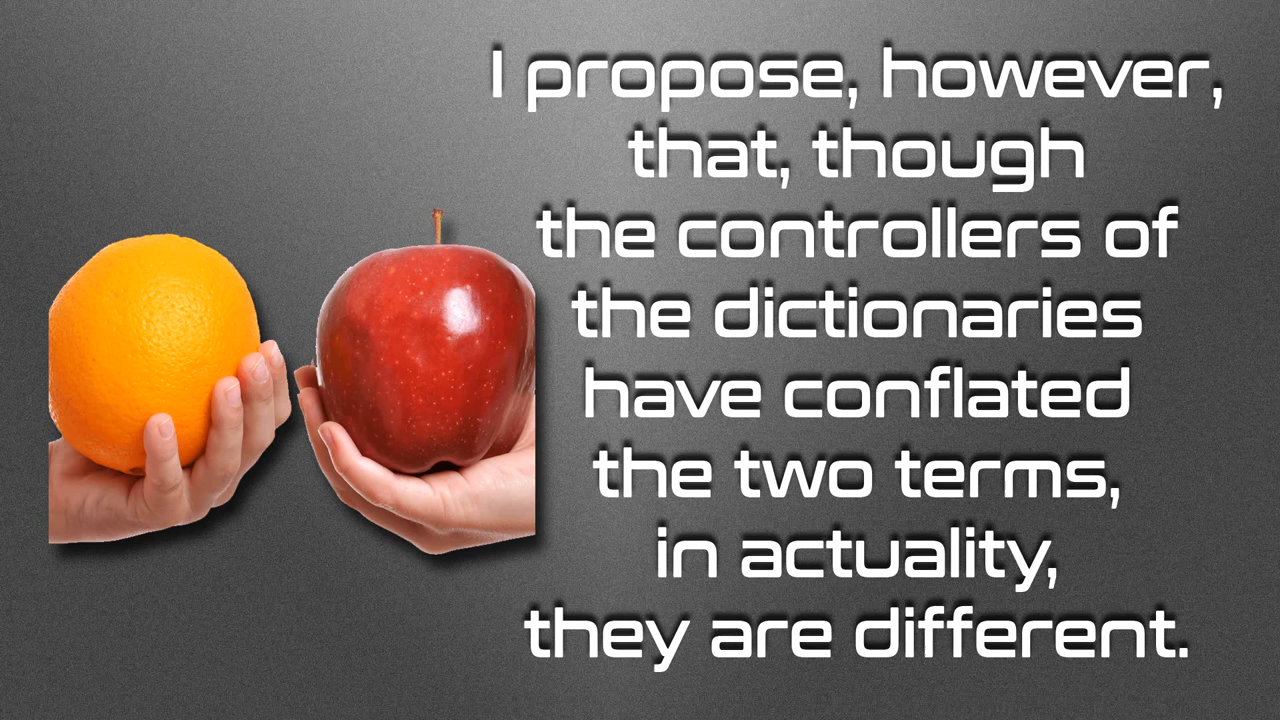 I propose, however,
that, though
the controllers of
the dictionaries
have conflated
the two terms,
in actuality,
they are different.